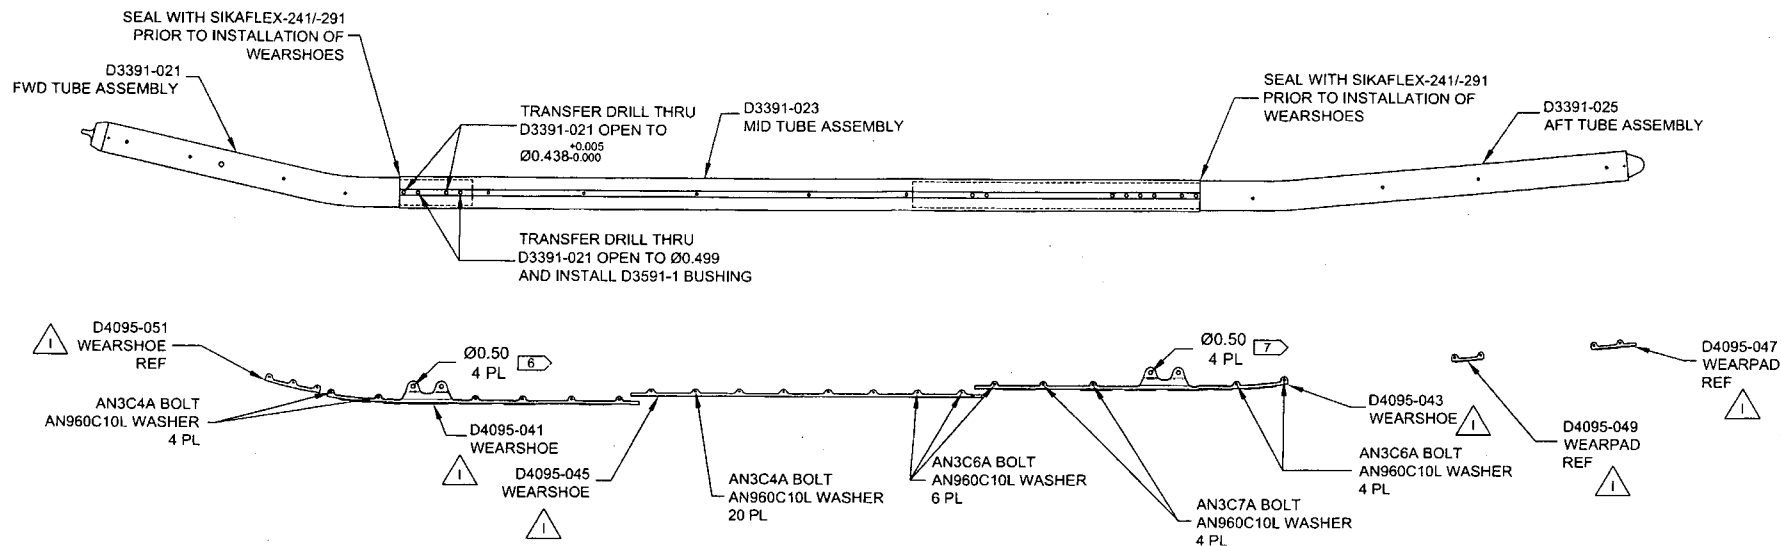 SEAL WITH SIKAFLEX-241/-291
PRIOR TO INSTALLATION OF
WEARSHOES
D3391-021
FWD TUBE ASSEMBLY
TRANSFER DRILL THRU
D3391-021 OPEN TO
Ø0.438 +0.005 -0.000
D3391-023
MID TUBE ASSEMBLY
SEAL WITH SIKAFLEX-241/-291
PRIOR TO INSTALLATION OF
WEARSHOES
D3391-025
AFT TUBE ASSEMBLY
TRANSFER DRILL THRU
D3391-021 OPEN TO Ø0.499
AND INSTALL D3591-1 BUSHING
1
D4095-051
WEARSHOE
REF
Ø0.50
4 PL
6
Ø0.50
4 PL
7
D4095-047
WEARPAD
REF
1
AN3C4A BOLT
AN960C10L WASHER
4 PL
D4095-041
WEARSHOE
1
D4095-045
WEARSHOE
1
AN3C4A BOLT
AN960C10L WASHER
20 PL
AN3C6A BOLT
AN960C10L WASHER
6 PL
AN3C7A BOLT
AN960C10L WASHER
4 PL
D4095-043
WEARSHOE
1
AN3C6A BOLT
AN960C10L WASHER
4 PL
D4095-049
WEARPAD
REF
1